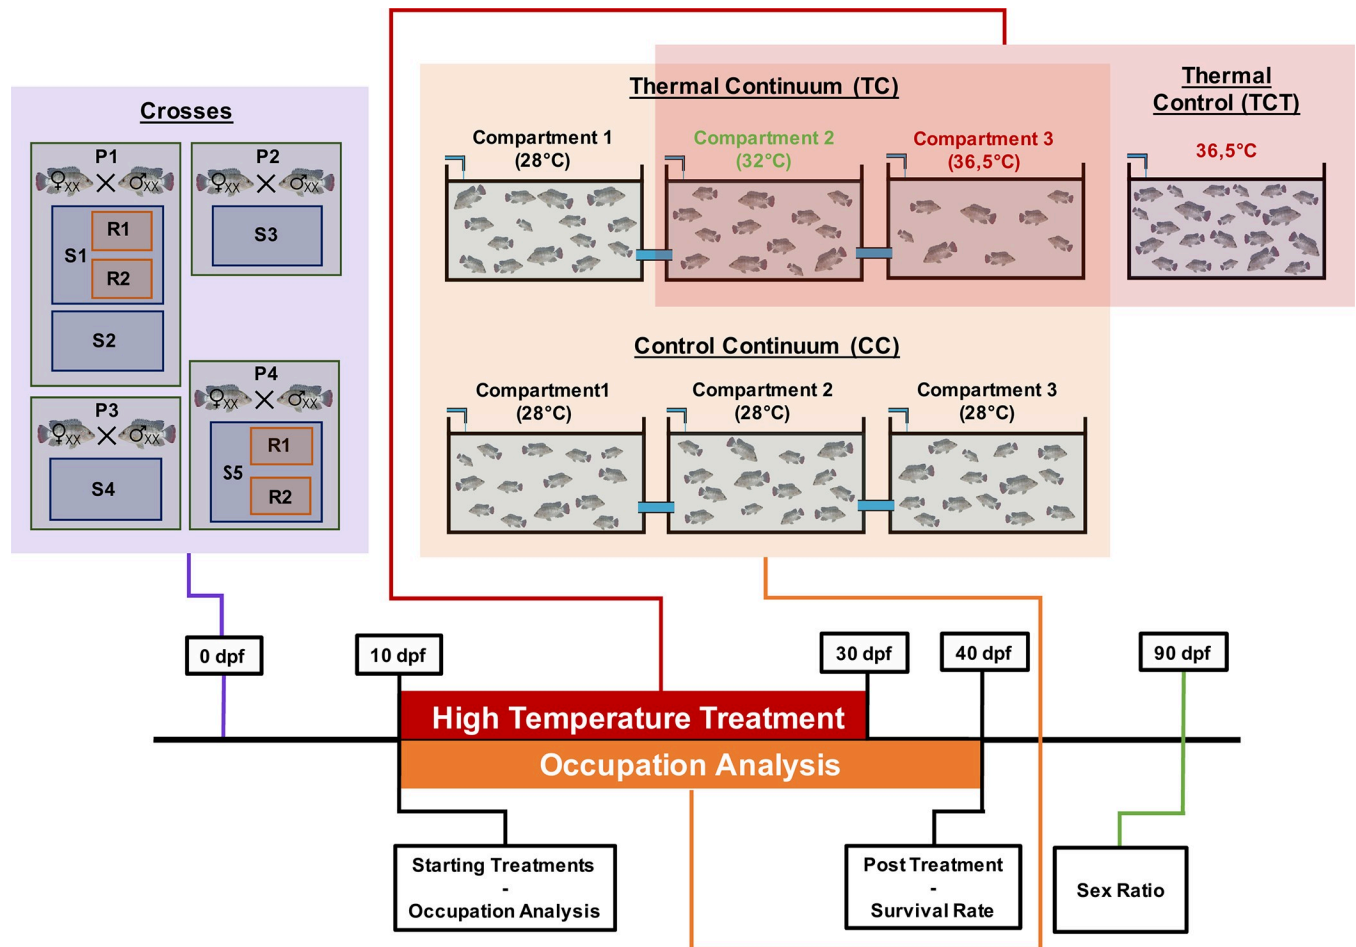 Crosses
P1
♀XX × ♂XX
S1
R1
R2
S2
P2
♀XX × ♂XX
S3
P3
♀XX × ♂XX
S4
P4
♀XX × ♂XX
S5
R1
R2
Thermal Continuum (TC)
Compartment 1
(28°C)
Compartment 2
(32°C)
Compartment 3
(36,5°C)
Thermal
Control (TCT)
36,5°C
Control Continuum (CC)
Compartment1
(28°C)
Compartment 2
(28°C)
Compartment 3
(28°C)
0 dpf
10 dpf
30 dpf
40 dpf
90 dpf
High Temperature Treatment
Occupation Analysis
Starting Treatments
-
Occupation Analysis
Post Treatment
-
Survival Rate
Sex Ratio